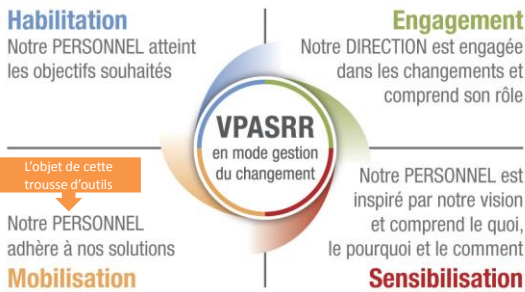 Habilitation
Notre PERSONNEL atteint
les objectifs souhaités
Engagement
Notre DIRECTION est engagée
dans les changements et
comprend son rôle
VPASRR
en mode gestion
du changement
L'objet de cette
trousse d'outils
Notre PERSONNEL
adhère à nos solutions
Mobilisation
Notre PERSONNEL est
inspiré par notre vision
et comprend le quoi,
le pourquoi et le comment
Sensibilisation